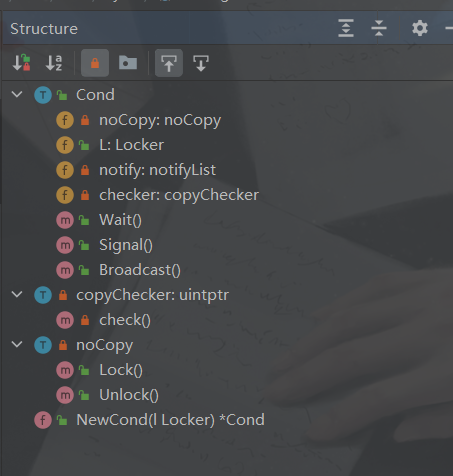 Structure
Cond
noCopy: noCopy
L: Locker
notify: notifyList
checker: copyChecker
Wait()
Signal()
Broadcast()
copyChecker: uintptr
check()
noCopy
Lock()
Unlock()
NewCond(l Locker) *Cond